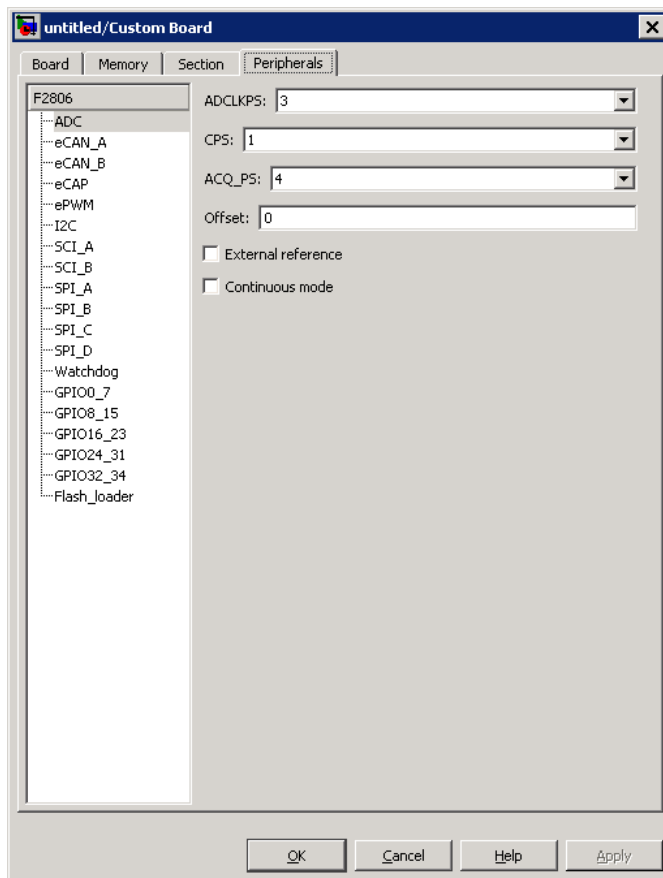 untitled/Custom Board
Board Memory Section Peripherals
F2806
ADC
eCAN_A
eCAN_B
eCAP
ePWM
I2C
SCI_A
SCI_B
SPI_A
SPI_B
SPI_C
SPI_D
Watchdog
GPIO0_7
GPIO8_15
GPIO16_23
GPIO24_31
GPIO32_34
Flash_loader
ADCLKPS: 3
CPS: 1
ACQ_PS: 4
Offset: 0
External reference
Continuous mode
OK Cancel Help Apply